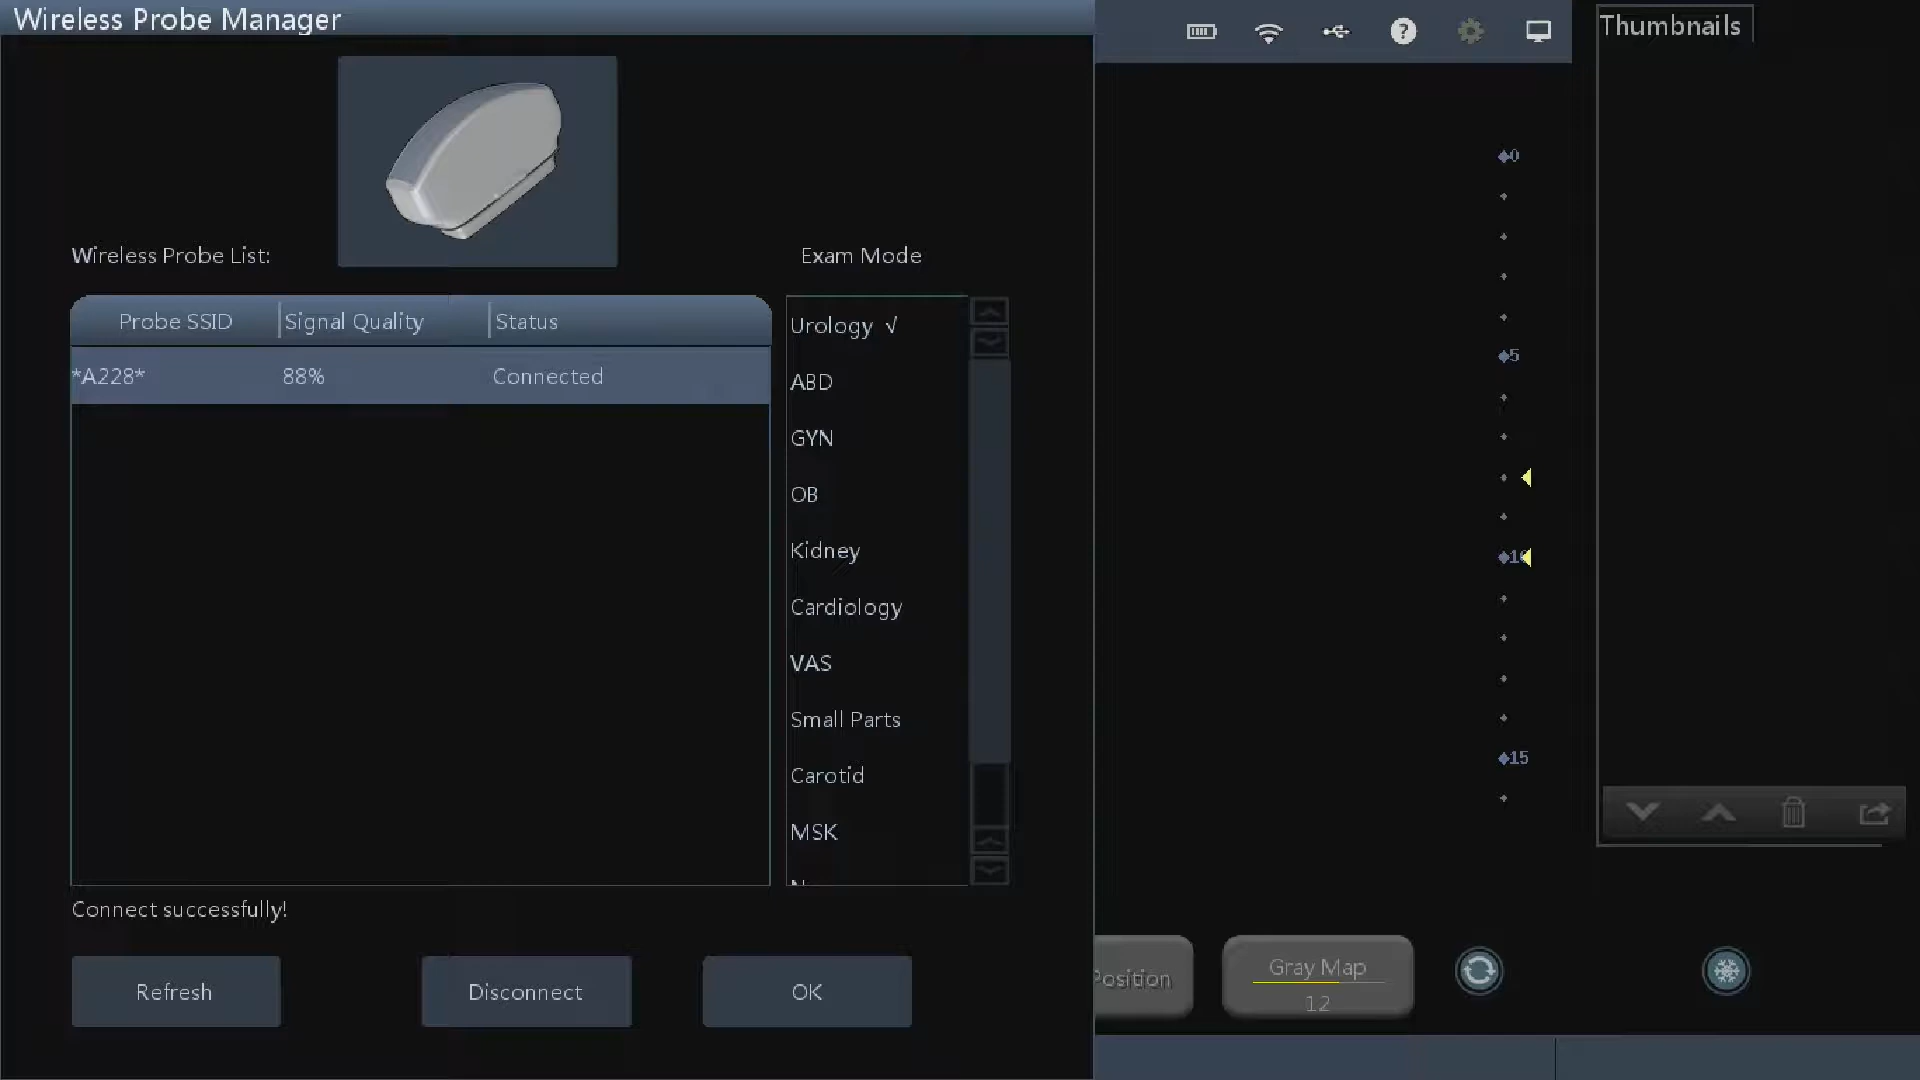 Wireless Probe Manager
Thumbnails
Wireless Probe List:
Exam Mode
Probe SSID
Signal Quality
Status
*A228*
88%
Connected
Urology √
ABD
GYN
OB
Kidney
Cardiology
VAS
Small Parts
Carotid
MSK
Connect successfully!
Refresh
Disconnect
OK
0
5
15
Position
Gray Map
12